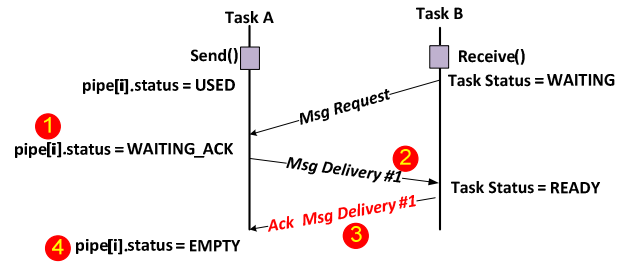 Task A
Task B
Send()
Receive()
pipe[i].status = USED
Task Status = WAITING
Msg Request
1
pipe[i].status = WAITING_ACK
Msg Delivery #1
2
Task Status = READY
Ack Msg Delivery #1
3
4
pipe[i].status = EMPTY